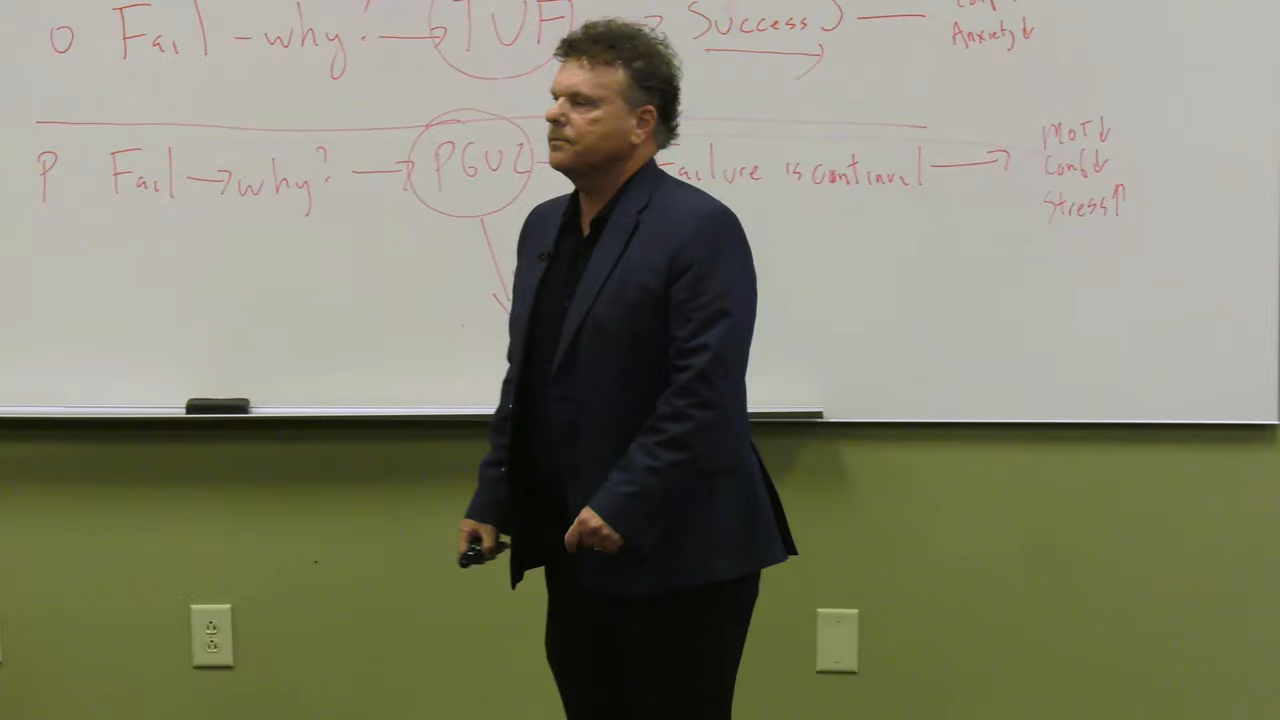 O Fail - why? → TUF → Success
Anxiety↓
P Fail → why? → PGU2 - Failure is continual →
MOT↓
Conf↓
Stress↑